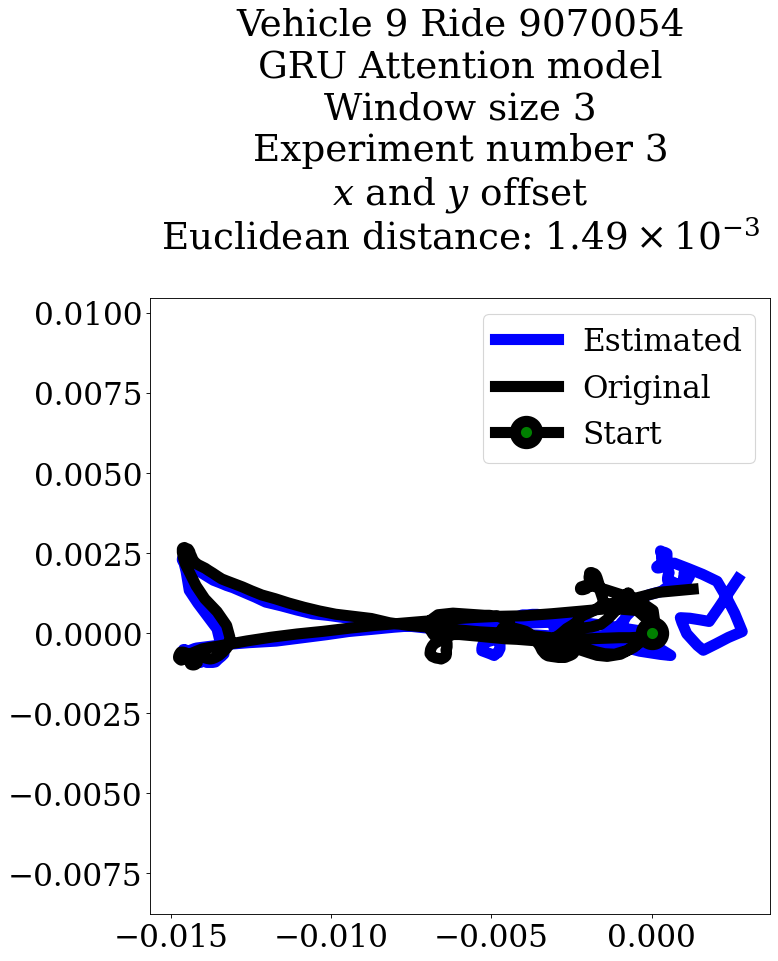 Vehicle 9 Ride 9070054
GRU Attention model
Window size 3
Experiment number 3
x and y offset
Euclidean distance: 1.49 × 10⁻³
Estimated
Original
Start
0.0100
0.0075
0.0050
0.0025
0.0000
−0.0025
−0.0050
−0.0075
−0.015 −0.010 −0.005 0.000